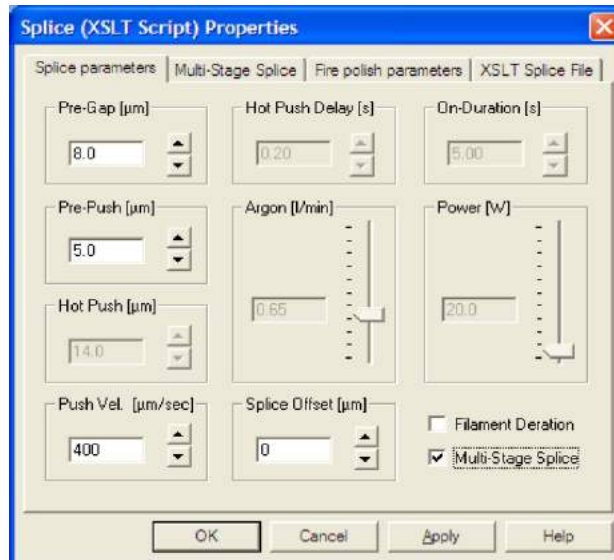 Splice (XSLT Script) Properties
Splice parameters
Multi-Stage Splice
Fire polish parameters
XSLT Splice File
Pre-Gap [µm]
8.0
Hot Push Delay [s]
0.20
On-Duration [s]
5.00
Pre-Push [µm]
5.0
Argon [l/min]
0.65
Power [W]
20.0
Hot Push [µm]
14.0
Push Vel. [µm/sec]
400
Splice Offset [µm]
0
Filament Deration
Multi-Stage Splice
OK
Cancel
Apply
Help